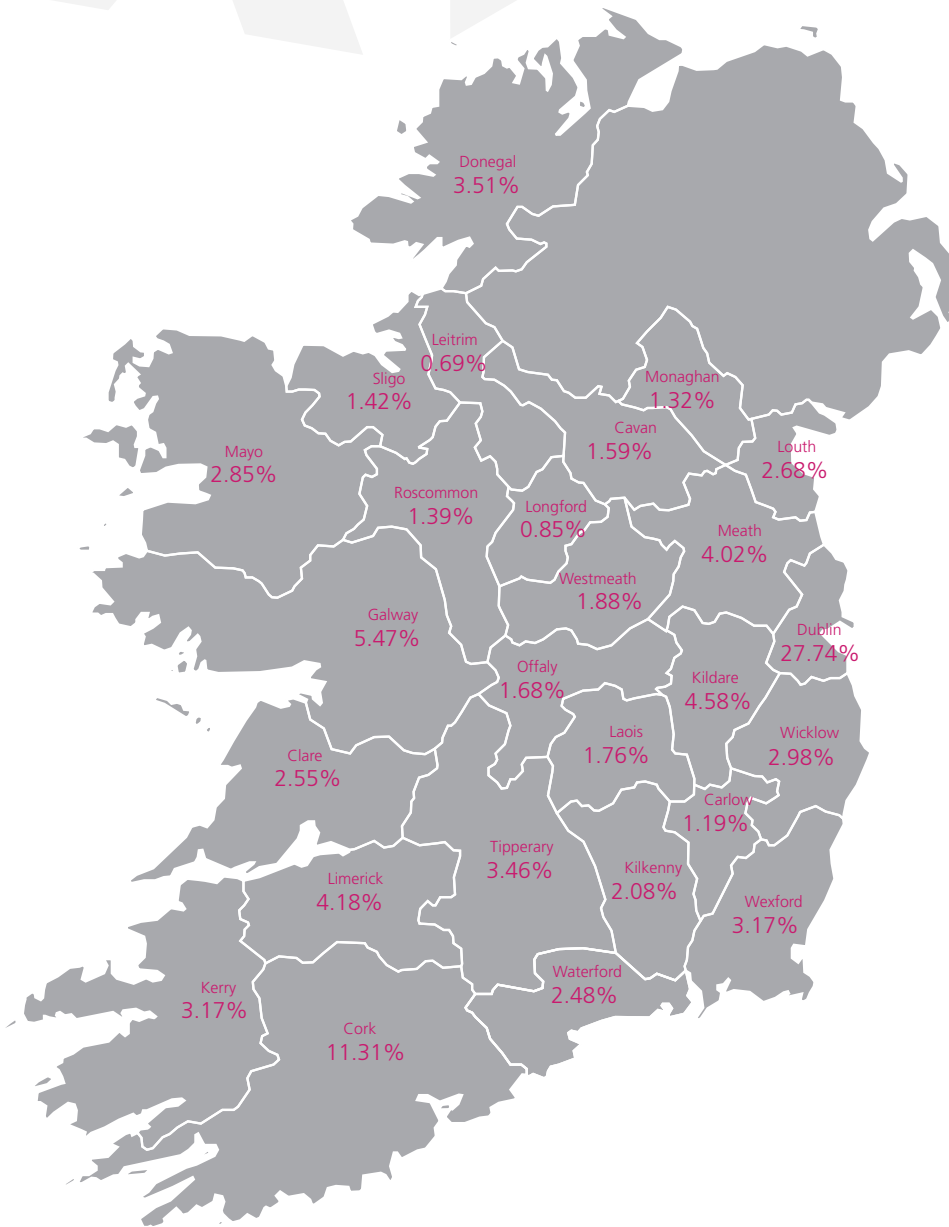 Donegal
3.51%
Leitrim
0.69%
Sligo
1.42%
Monaghan
1.32%
Cavan
1.59%
Louth
2.68%
Mayo
2.85%
Roscommon
1.39%
Longford
0.85%
Meath
4.02%
Westmeath
1.88%
Galway
5.47%
Dublin
27.74%
Offaly
1.68%
Kildare
4.58%
Laois
1.76%
Wicklow
2.98%
Clare
2.55%
Carlow
1.19%
Tipperary
3.46%
Kilkenny
2.08%
Limerick
4.18%
Wexford
3.17%
Waterford
2.48%
Kerry
3.17%
Cork
11.31%